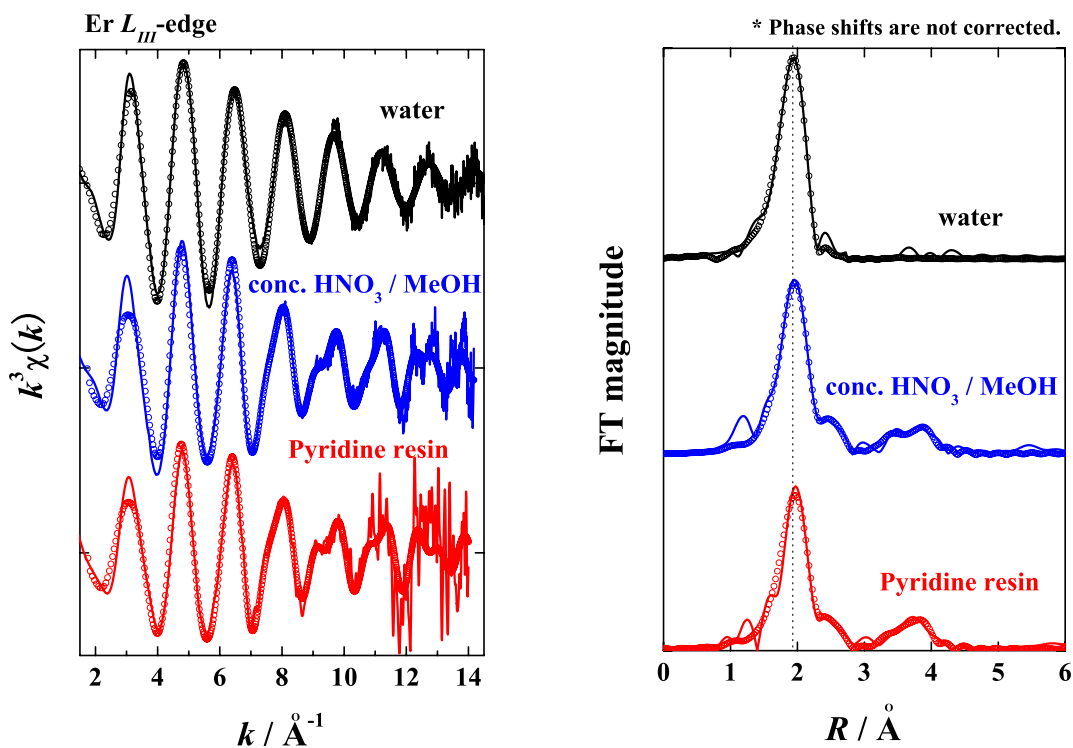 Er L_III-edge
water
conc. HNO₃ / MeOH
Pyridine resin
k³ χ(k)
2 4 6 8 10 12 14
k / Å⁻¹
* Phase shifts are not corrected.
water
conc. HNO₃ / MeOH
Pyridine resin
FT magnitude
0 1 2 3 4 5 6
R / Å